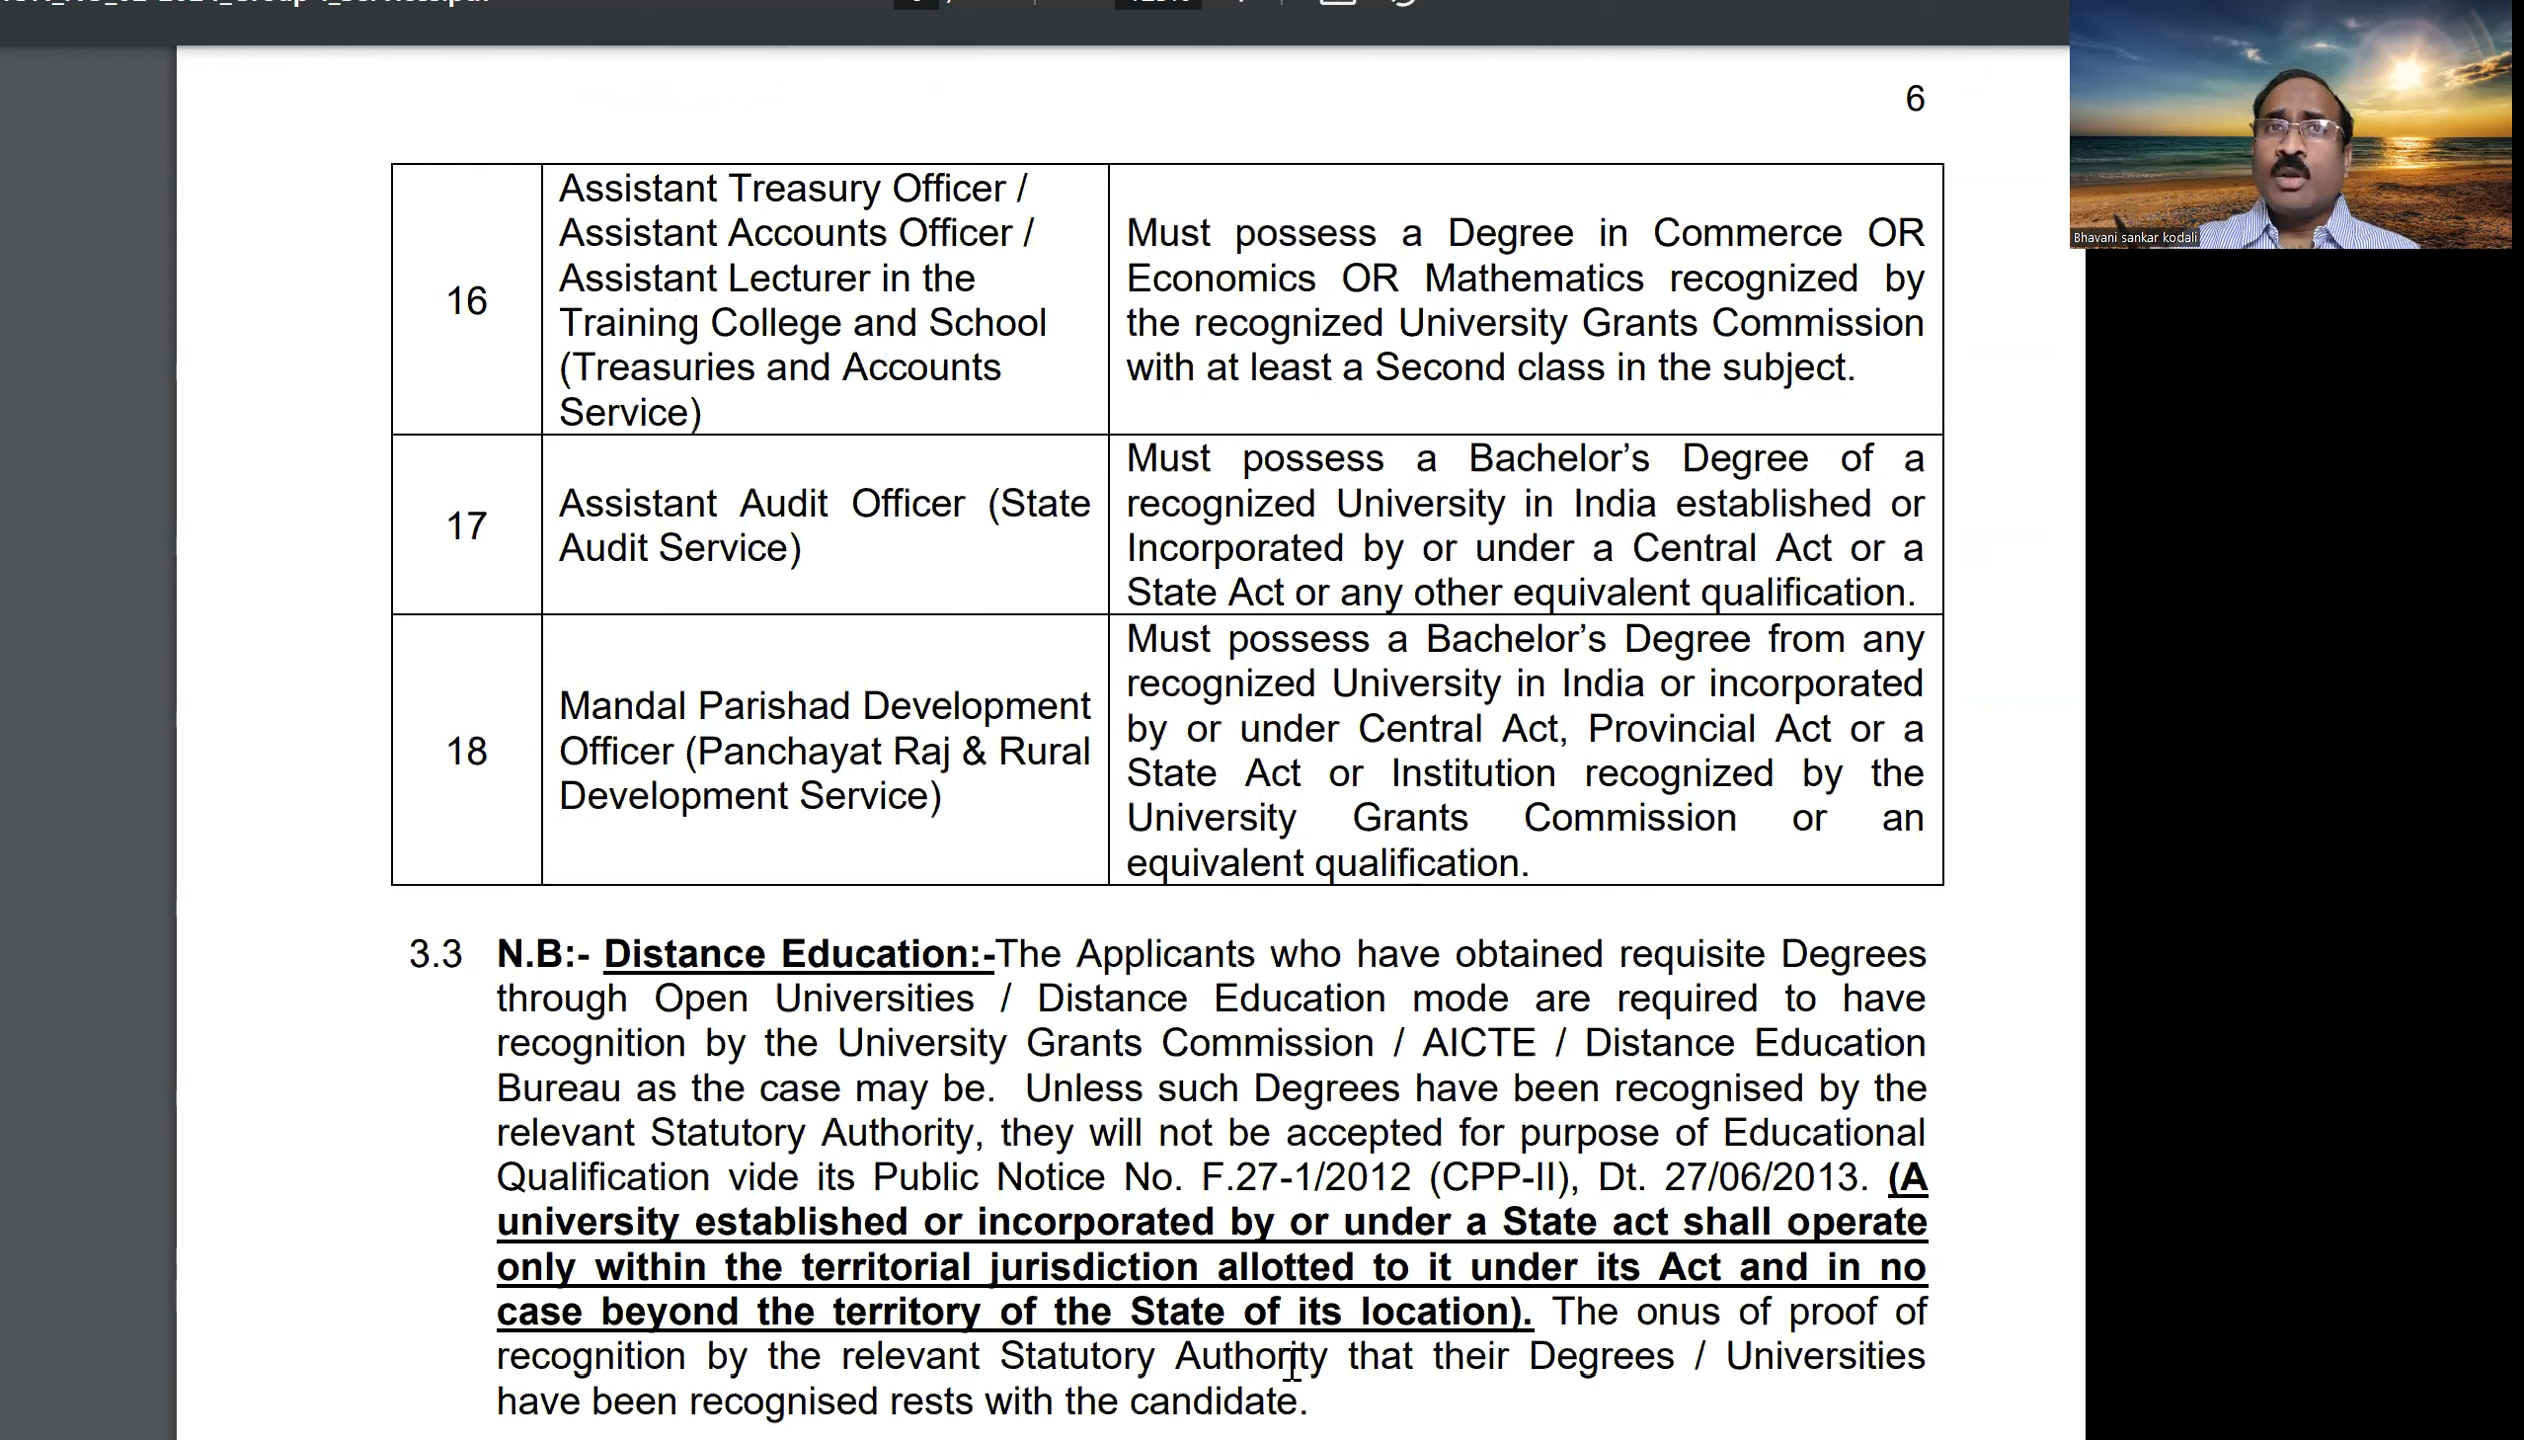 6
16
Assistant Treasury Officer /
Assistant Accounts Officer /
Assistant Lecturer in the
Training College and School
(Treasuries and Accounts
Service)
Must possess a Degree in Commerce OR
Economics OR Mathematics recognized by
the recognized University Grants Commission
with at least a Second class in the subject.
17
Assistant Audit Officer (State
Audit Service)
Must possess a Bachelor’s Degree of a
recognized University in India established or
Incorporated by or under a Central Act or a
State Act or any other equivalent qualification.
18
Mandal Parishad Development
Officer (Panchayat Raj & Rural
Development Service)
Must possess a Bachelor’s Degree from any
recognized University in India or incorporated
by or under Central Act, Provincial Act or a
State Act or Institution recognized by the
University Grants Commission or an
equivalent qualification.
3.3 N.B:- Distance Education:-The Applicants who have obtained requisite Degrees
through Open Universities / Distance Education mode are required to have
recognition by the University Grants Commission / AICTE / Distance Education
Bureau as the case may be. Unless such Degrees have been recognised by the
relevant Statutory Authority, they will not be accepted for purpose of Educational
Qualification vide its Public Notice No. F.27-1/2012 (CPP-II), Dt. 27/06/2013. (A
university established or incorporated by or under a State act shall operate
only within the territorial jurisdiction allotted to it under its Act and in no
case beyond the territory of the State of its location). The onus of proof of
recognition by the relevant Statutory Authority that their Degrees / Universities
have been recognised rests with the candidate.
Bhavani sankar kodali